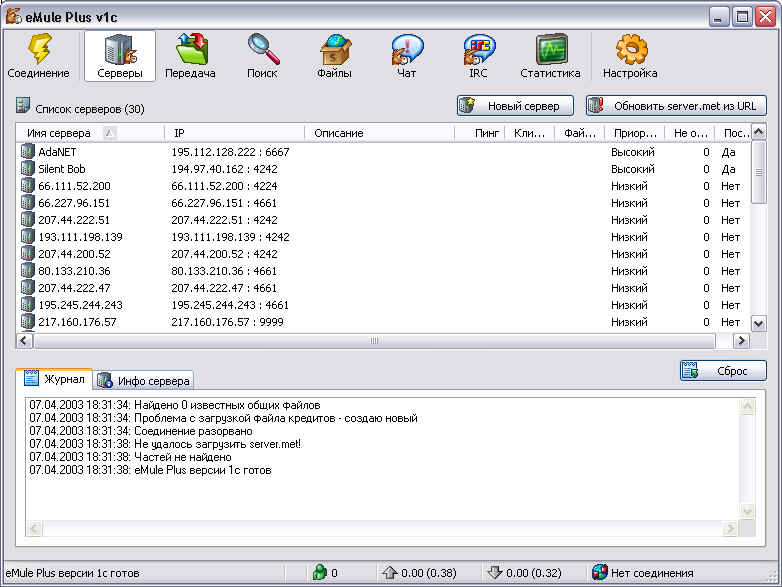 eMule Plus v1c
Соединение Серверы Передача Поиск Файлы Чат IRC Статистика Настройка
Список серверов (30) Новый сервер Обновить server.met из URL
Имя сервера IP Описание Пинг Кли... Фай... Приор... Не о... Пос...
AdaNET 195.112.128.222 : 6667 Высокий 0 Да
Silent Bob 194.97.40.162 : 4242 Высокий 0 Да
66.111.52.200 66.111.52.200 : 4224 Низкий 0 Нет
66.227.96.151 66.227.96.151 : 4661 Низкий 0 Нет
207.44.222.51 207.44.222.51 : 4242 Низкий 0 Нет
193.111.198.139 193.111.198.139 : 4242 Низкий 0 Нет
207.44.200.52 207.44.200.52 : 4242 Низкий 0 Нет
80.133.210.36 80.133.210.36 : 4661 Низкий 0 Нет
207.44.222.47 207.44.222.47 : 4661 Низкий 0 Нет
195.245.244.243 195.245.244.243 : 4661 Низкий 0 Нет
217.160.176.57 217.160.176.57 : 9999 Низкий 0 Нет
Журнал Инфо сервера Сброс
07.04.2003 18:31:34: Найдено 0 известных общих файлов
07.04.2003 18:31:34: Проблема с загрузкой файла кредитов - создаю новый
07.04.2003 18:31:34: Соединение разорвано
07.04.2003 18:31:38: Не удалось загрузить server.met!
07.04.2003 18:31:38: Частей не найдено
07.04.2003 18:31:38: eMule Plus версии 1c готов
eMule Plus версии 1c готов 0 0.00 (0.38) 0.00 (0.32) Нет соединения